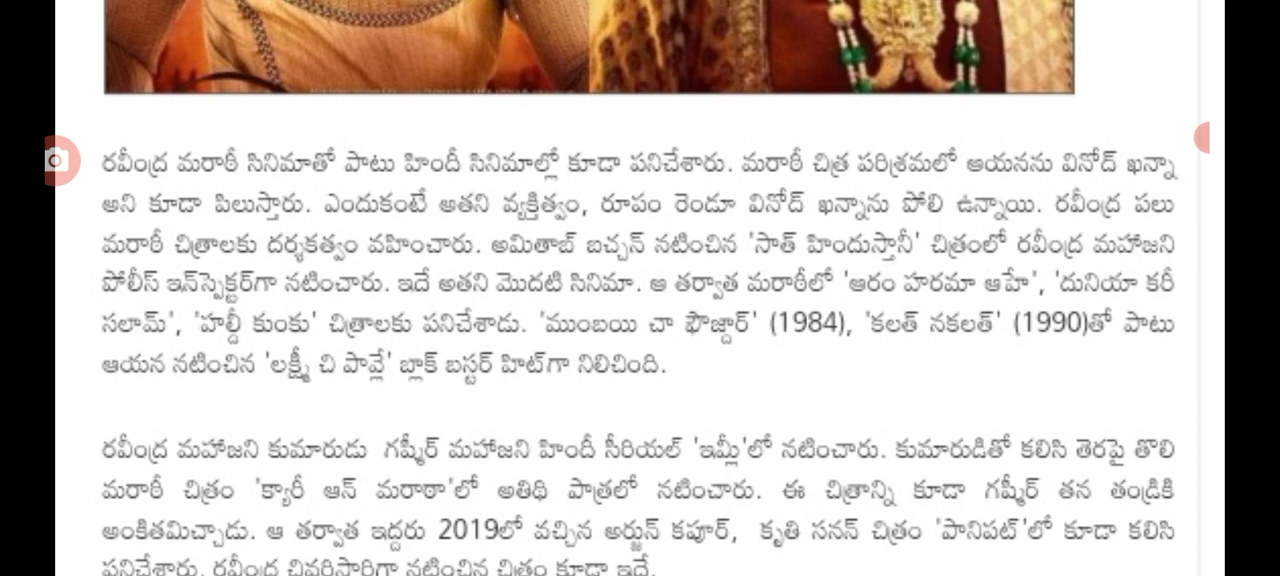 రవీంద్ర మరాఠీ సినిమాతో పాటు హిందీ సినిమాల్లో కూడా పనిచేశారు. మరాఠీ చిత్ర పరిశ్రమలో ఆయనను వినోద్ ఖన్నా
అని కూడా పిలుస్తారు. ఎందుకంటే అతని వ్యక్తిత్వం, రూపం రెండూ వినోద్ ఖన్నాను పోలి ఉన్నాయి. రవీంద్ర పలు
మరాఠీ చిత్రాలకు దర్శకత్వం వహించారు. అమితాబ్ బచ్చన్ నటించిన 'సాత్ హిందుస్తానీ' చిత్రంలో రవీంద్ర మహాజని
పోలీస్ ఇన్‌స్పెక్టర్‌గా నటించారు. ఇదే అతని మొదటి సినిమా. ఆ తర్వాత మరాఠీలో 'ఆరం హరమా ఆహే', 'దునియా కరీ
సలామ్', 'హల్దీ కుంకు' చిత్రాలకు పనిచేశాడు. 'ముంబయి చా ఫౌజ్దార్' (1984), 'కలత్ నకలత్' (1990)తో పాటు
ఆయన నటించిన 'లక్ష్మీ చి పావ్లే' బ్లాక్ బస్టర్ హిట్‌గా నిలిచింది.
రవీంద్ర మహాజని కుమారుడు గష్మీర్ మహాజని హిందీ సీరియల్ 'ఇమ్లీ'లో నటించారు. కుమారుడితో కలిసి తెరపై తొలి
మరాఠీ చిత్రం 'క్యారీ ఆన్ మరాఠా'లో అతిథి పాత్రలో నటించారు. ఈ చిత్రాన్ని కూడా గష్మీర్ తన తండ్రికి
అంకితమిచ్చాడు. ఆ తర్వాత ఇద్దరు 2019లో వచ్చిన అర్జున్ కపూర్, కృతి సనన్ చిత్రం 'పానిపట్'లో కూడా కలిసి
పనిచేశారు. రవీంద్ర చివరిసారిగా నటించిన చిత్రం కూడా ఇదే.